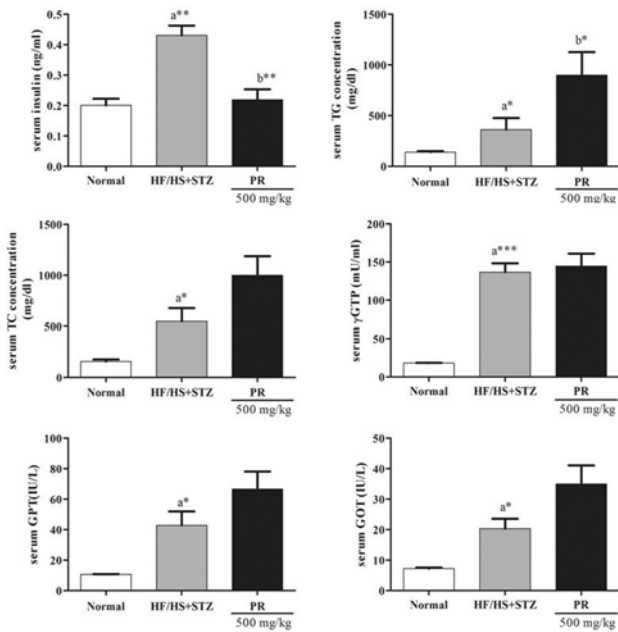 serum insulin (ng/ml)
0.5
0.4
0.3
0.2
0.1
0.0
a**
b**
Normal
HF/HS+STZ
PR
500 mg/kg
serum TG concentration
(mg/dl)
1500
1000
500
0
a*
b*
Normal
HF/HS+STZ
PR
500 mg/kg
serum TC concentration
(mg/dl)
1500
1000
500
0
a*
Normal
HF/HS+STZ
PR
500 mg/kg
serum γGTP (mU/ml)
200
150
100
50
0
a***
Normal
HF/HS+STZ
PR
500 mg/kg
serum GPT(IU/L)
100
80
60
40
20
0
a*
Normal
HF/HS+STZ
PR
500 mg/kg
serum GOT (IU/L)
50
40
30
20
10
0
a*
Normal
HF/HS+STZ
PR
500 mg/kg